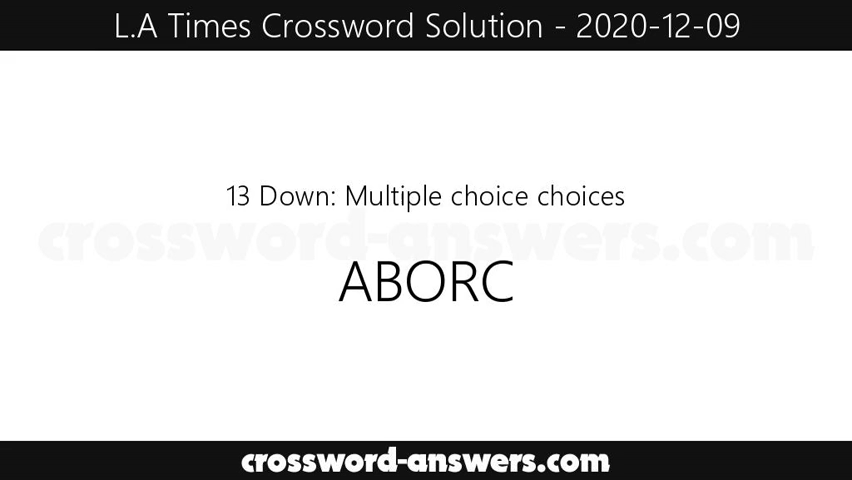 L.A Times Crossword Solution - 2020-12-09
13 Down: Multiple choice choices
crossword-answers.com
ABORC
crossword-answers.com